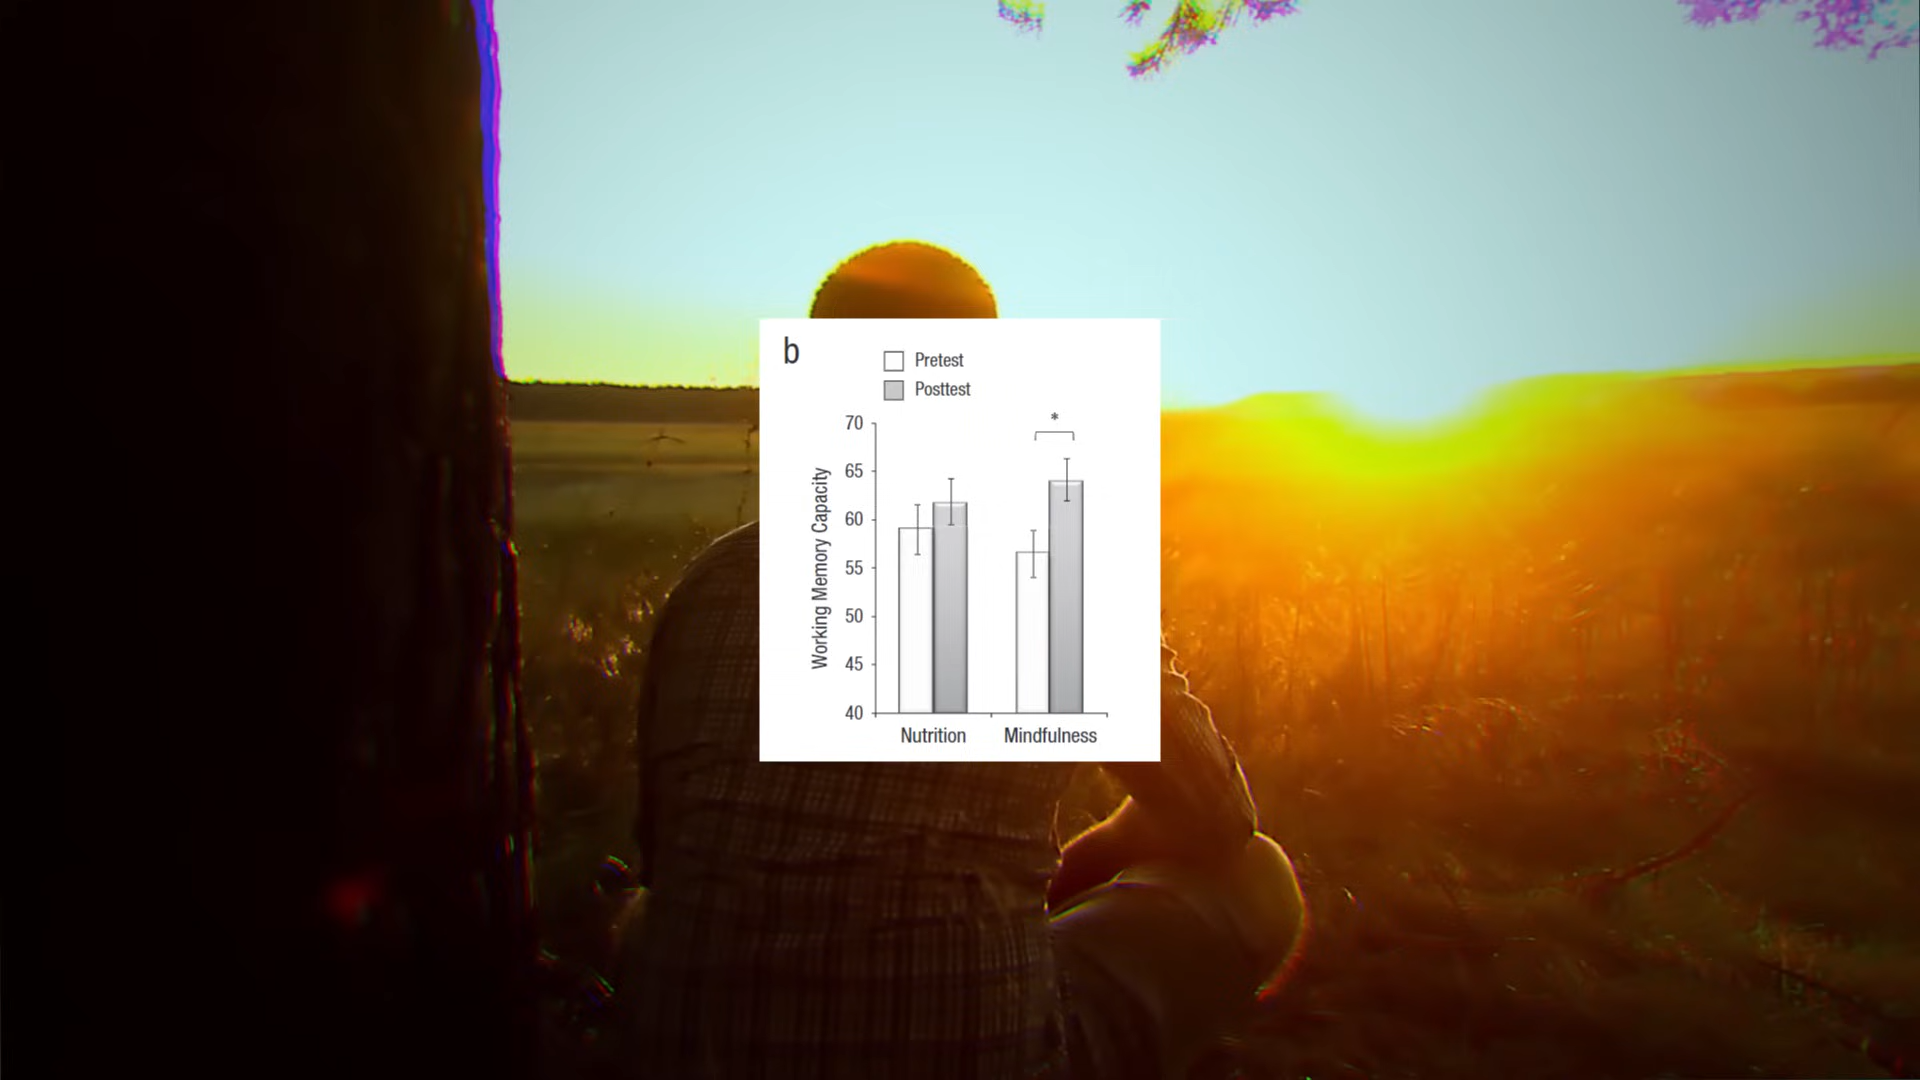 b
Pretest
Posttest
*
70
65
60
55
50
45
40
Working Memory Capacity
Nutrition
Mindfulness